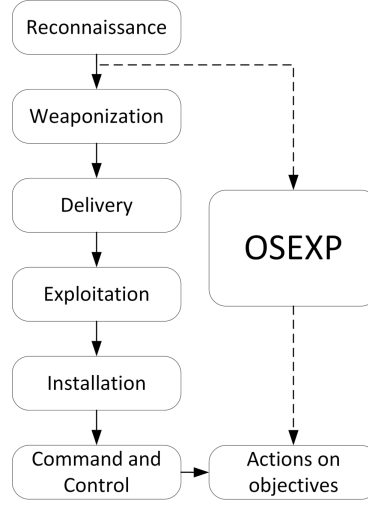 Reconnaissance
Weaponization
Delivery
OSEXP
Exploitation
Installation
Command and
Control
Actions on
objectives